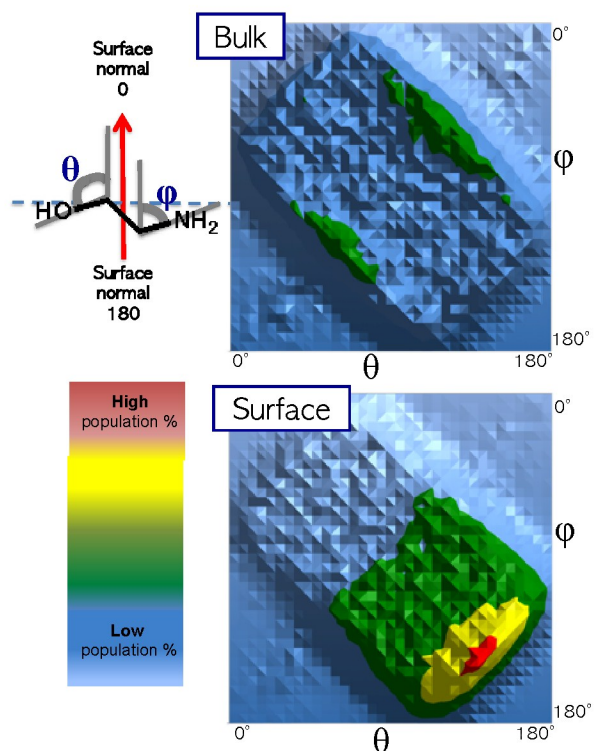 Bulk
Surface
normal
0
θ
φ
HO
NH2
Surface
normal
180
0°
φ
180°
0°
θ
180°
High
population %
Low
population %
Surface
0°
φ
180°
0°
θ
180°